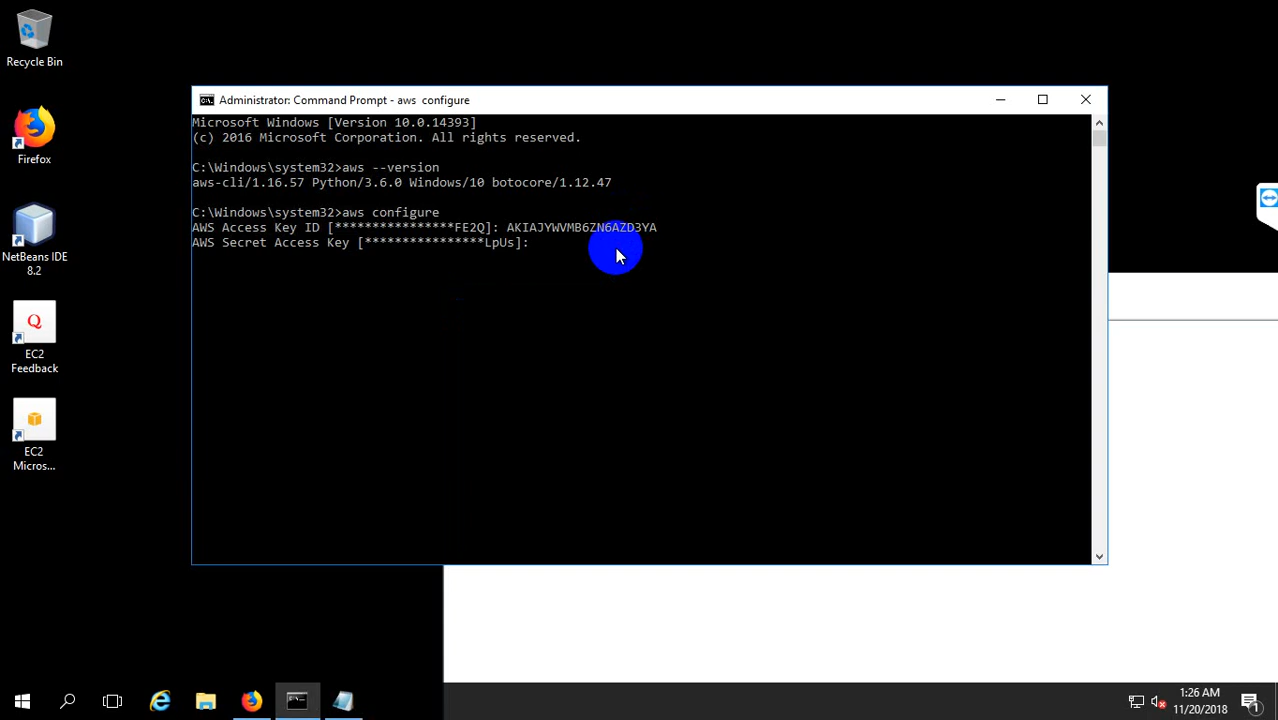 Recycle Bin
Firefox
NetBeans IDE
8.2
Q
EC2
Feedback
EC2
Micros...
Administrator: Command Prompt - aws  configure
Microsoft Windows [Version 10.0.14393]
(c) 2016 Microsoft Corporation. All rights reserved.
C:\Windows\system32>aws --version
aws-cli/1.16.57 Python/3.6.0 Windows/10 botocore/1.12.47
C:\Windows\system32>aws configure
AWS Access Key ID [****************FE2Q]: AKIAJYWVMB6ZN6AZD3YA
AWS Secret Access Key [****************LpUs]:
1:26 AM
11/20/2018
1